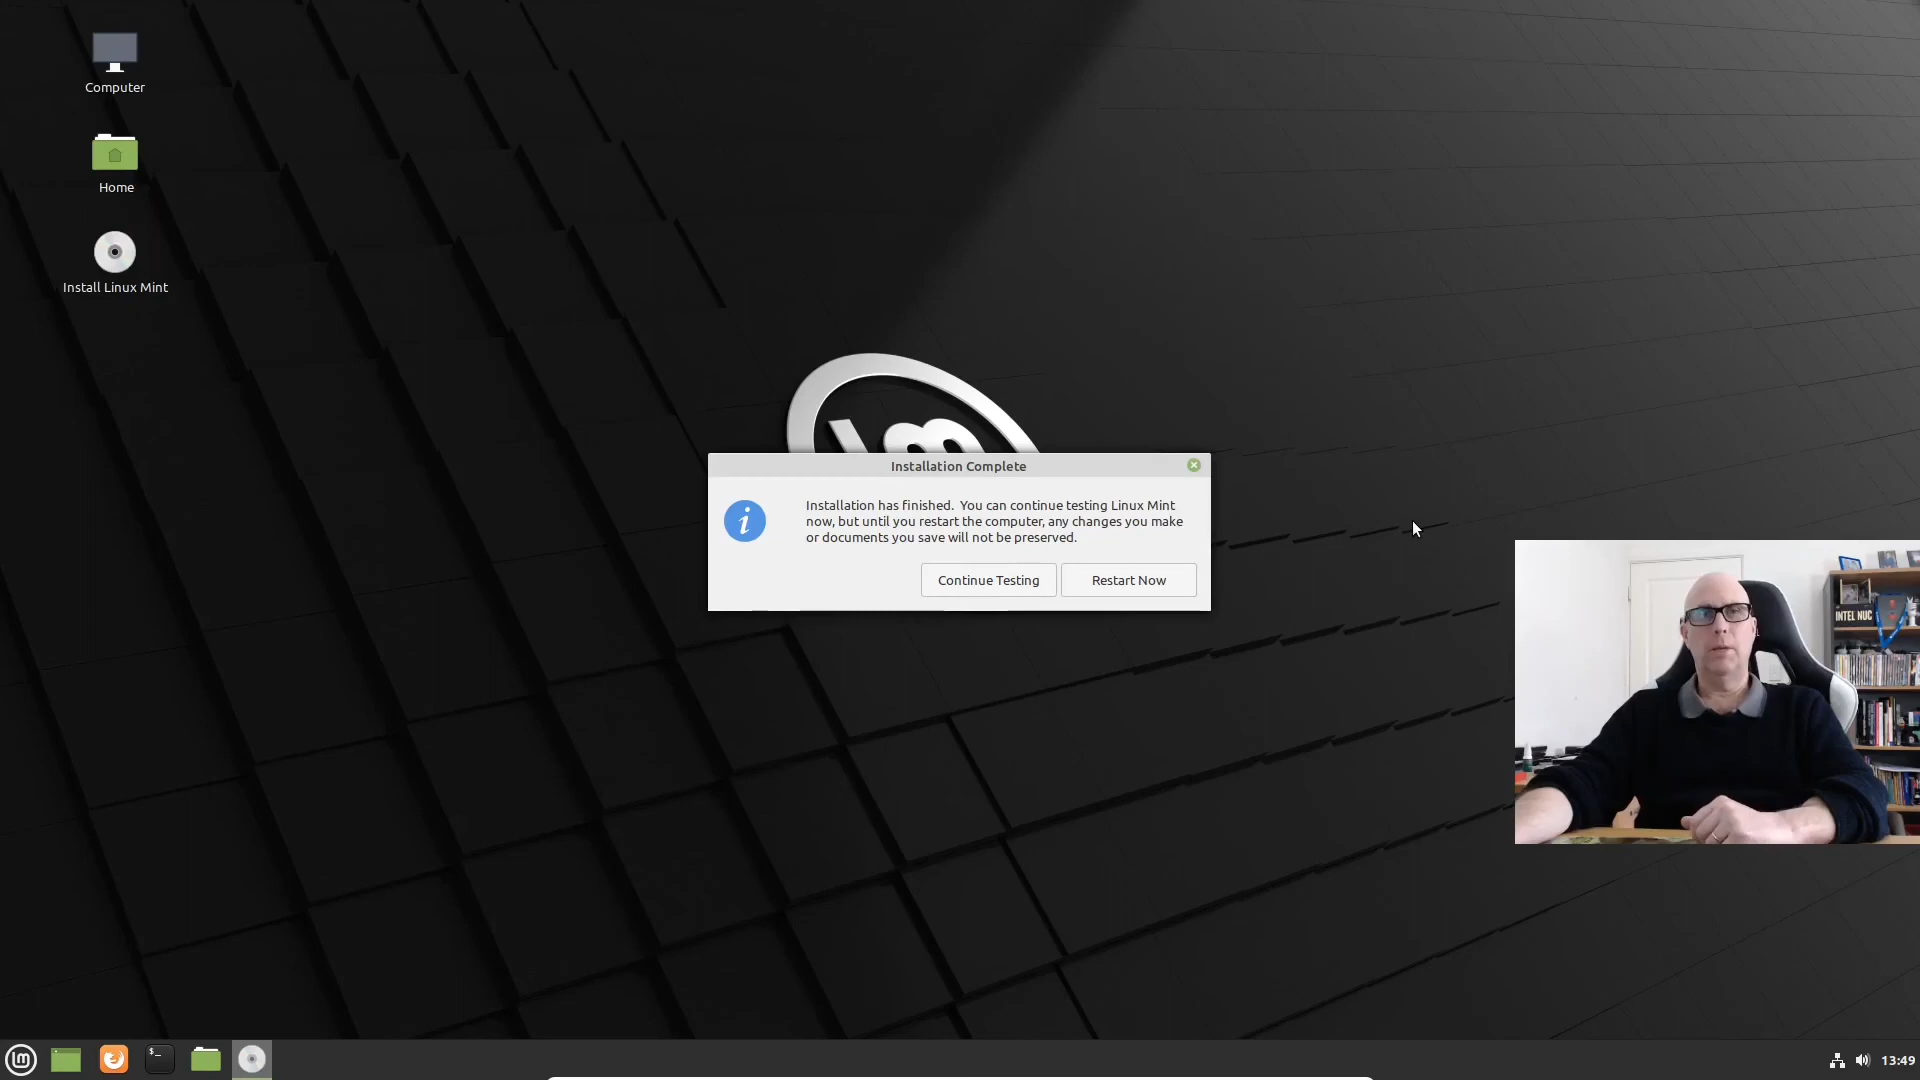 Computer
Home
Install Linux Mint
lm
Installation Complete
i
Installation has finished.  You can continue testing Linux Mint
now, but until you restart the computer, any changes you make
or documents you save will not be preserved.
Continue Testing
Restart Now
INTEL NUC
lm
$_
13:49